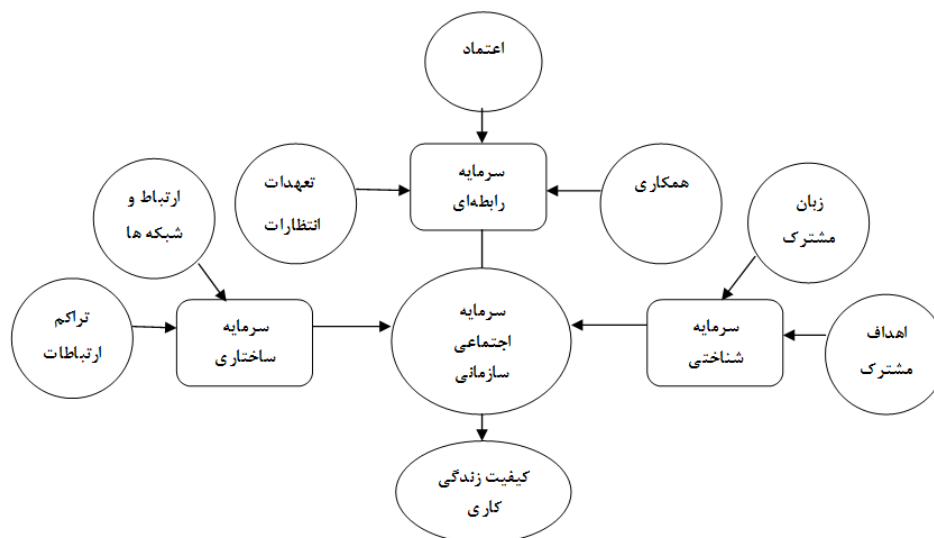 اعتماد
سرمایه
رابطه‌ای
همکاری
تعهدات
انتظارات
زبان
مشترک
ارتباط و
شبکه ها
اهداف
مشترک
سرمایه
شناختی
سرمایه
اجتماعی
سازمانی
سرمایه
ساختاری
تراکم
ارتباطات
کیفیت زندگی
کاری